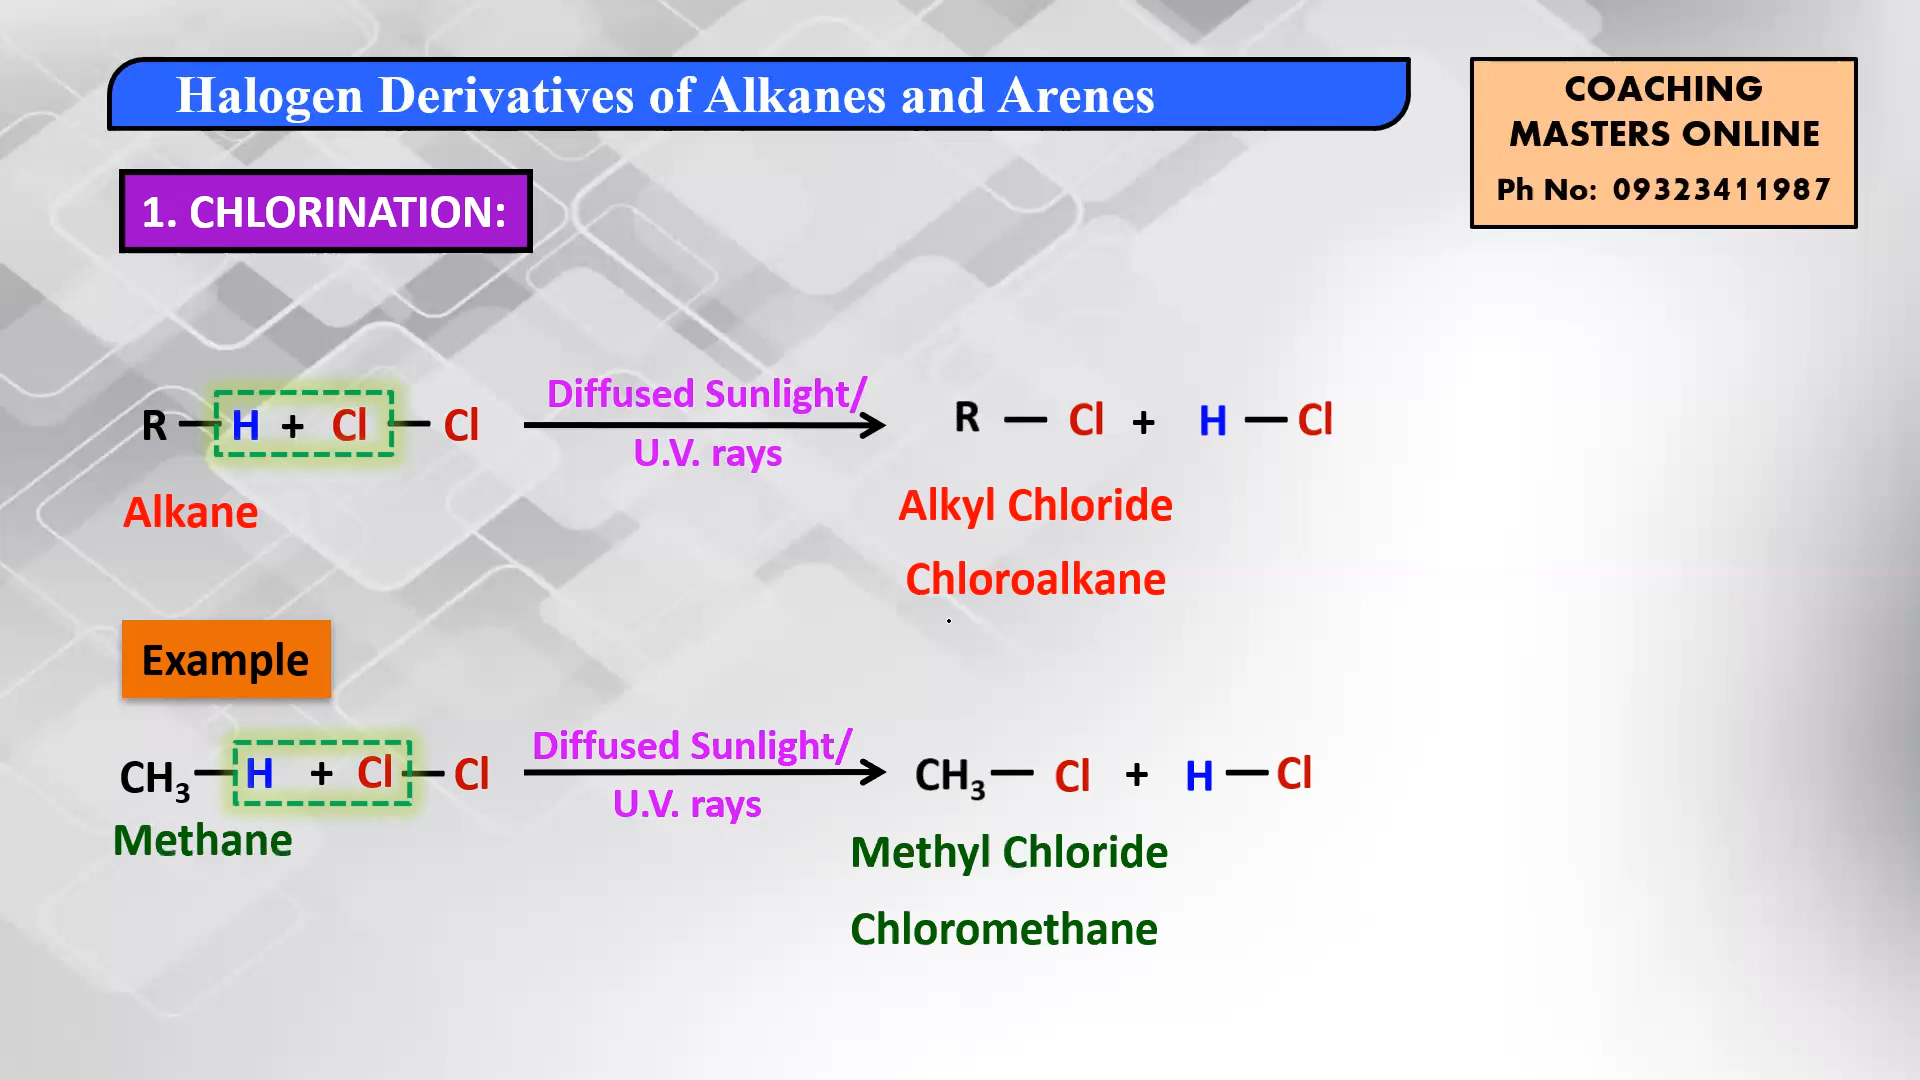 Halogen Derivatives of Alkanes and Arenes
COACHING
MASTERS ONLINE
Ph No: 09323411987
1. CHLORINATION:
Diffused Sunlight/
R — H + Cl — Cl → R — Cl + H — Cl
U.V. rays
Alkane
Alkyl Chloride
Chloroalkane
Example
Diffused Sunlight/
CH₃ — H + Cl — Cl → CH₃ — Cl + H — Cl
U.V. rays
Methane
Methyl Chloride
Chloromethane